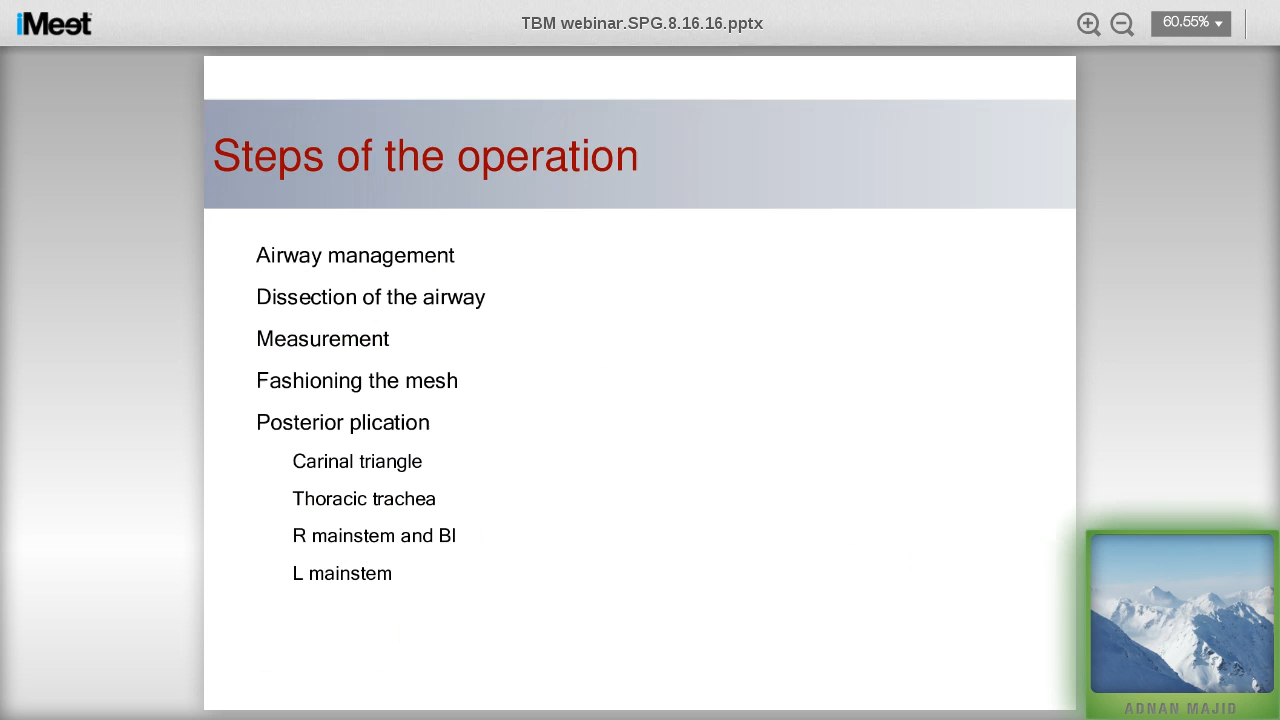 iMeet
TBM webinar.SPG.8.16.16.pptx
60.55%
Steps of the operation
Airway management
Dissection of the airway
Measurement
Fashioning the mesh
Posterior plication
Carinal triangle
Thoracic trachea
R mainstem and BI
L mainstem
ADNAN MAJID